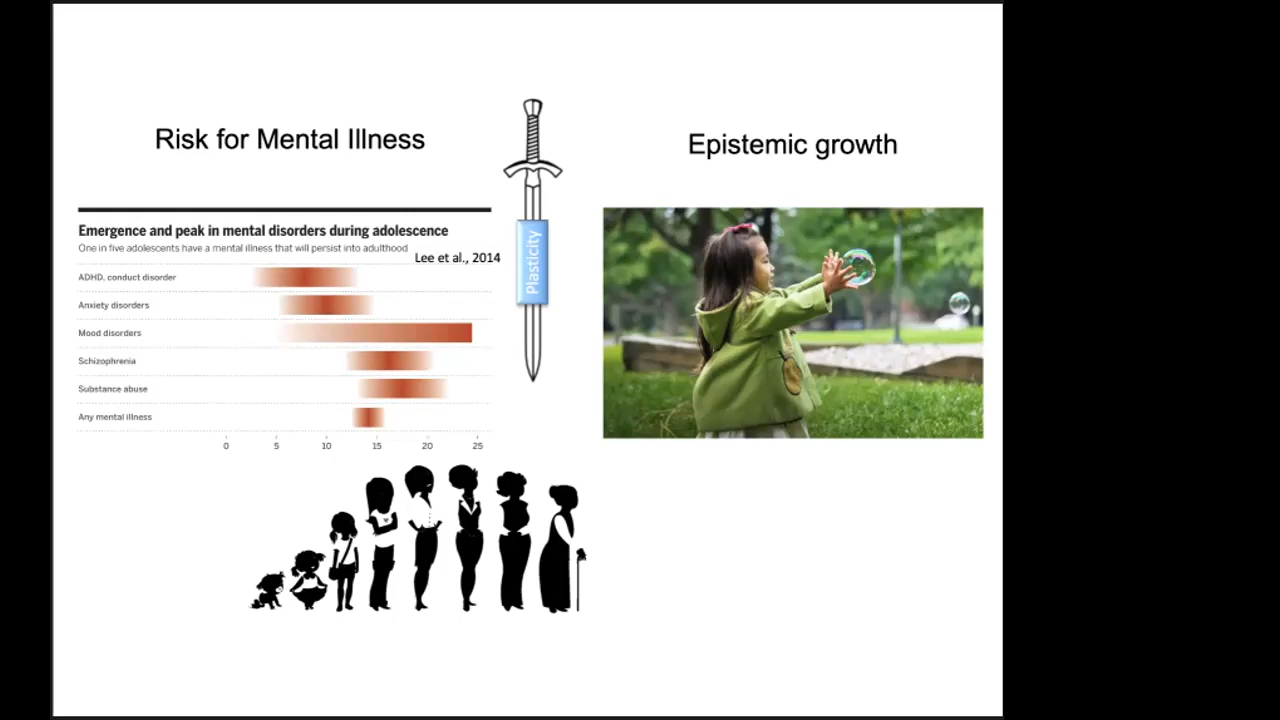 Risk for Mental Illness
Epistemic growth
Plasticity
Emergence and peak in mental disorders during adolescence
One in five adolescents have a mental illness that will persist into adulthood
Lee et al., 2014
ADHD, conduct disorder
Anxiety disorders
Mood disorders
Schizophrenia
Substance abuse
Any mental illness
0 5 10 15 20 25